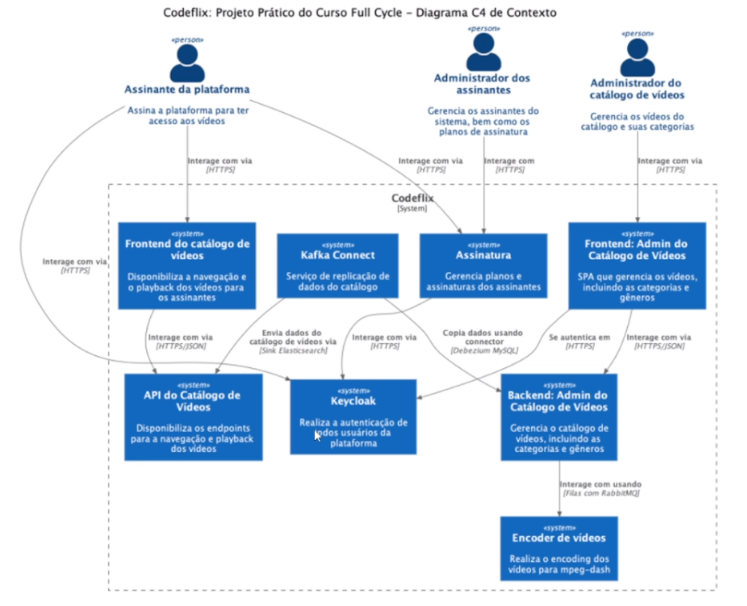 Codeflix: Projeto Prático do Curso Full Cycle - Diagrama C4 de Contexto
«person»
Assinante da plataforma
Assina a plataforma para ter
acesso aos vídeos
«person»
Administrador dos
assinantes
Gerencia os assinantes do
sistema, bem como os
planos de assinatura
«person»
Administrador do
catálogo de vídeos
Gerencia os vídeos do
catálogo e suas categorias
Interage com via
[HTTPS]
Interage com via
[HTTPS]
Interage com
[HTTPS]
Interage com via
[HTTPS]
Codeflix
[System]
«system»
Frontend do catálogo de
vídeos
Disponibiliza a navegação e
o playback dos vídeos para
os assinantes
«system»
Kafka Connect
Serviço de replicação de
dados do catálogo
«system»
Assinatura
Gerencia planos e
assinaturas dos assinantes
«system»
Frontend: Admin do
Catálogo de Vídeos
SPA que gerencia os vídeos,
incluindo as categorias e
gêneros
Interage com via
[HTTPS]
Interage com via
[HTTPS/JSON]
Envia dados do
catálogo de vídeos via
[Sink Elasticsearch]
Interage com via
[HTTPS]
Copia dados usando
connector
[Debezium MySQL]
Se autentica em
[HTTPS]
Interage com via
[HTTPS/JSON]
«system»
API do Catálogo de
Vídeos
Disponibiliza os endpoints
para a navegação e playback
dos vídeos
«system»
Keycloak
Realiza a autenticação de
todos usuários da
plataforma
«system»
Backend: Admin do
Catálogo de Vídeos
Gerencia o catálogo de
vídeos, incluindo as
categorias e gêneros
Interage com usando
[Filas com RabbitMQ]
«system»
Encoder de vídeos
Realiza o encoding dos
vídeos para mpeg-dash